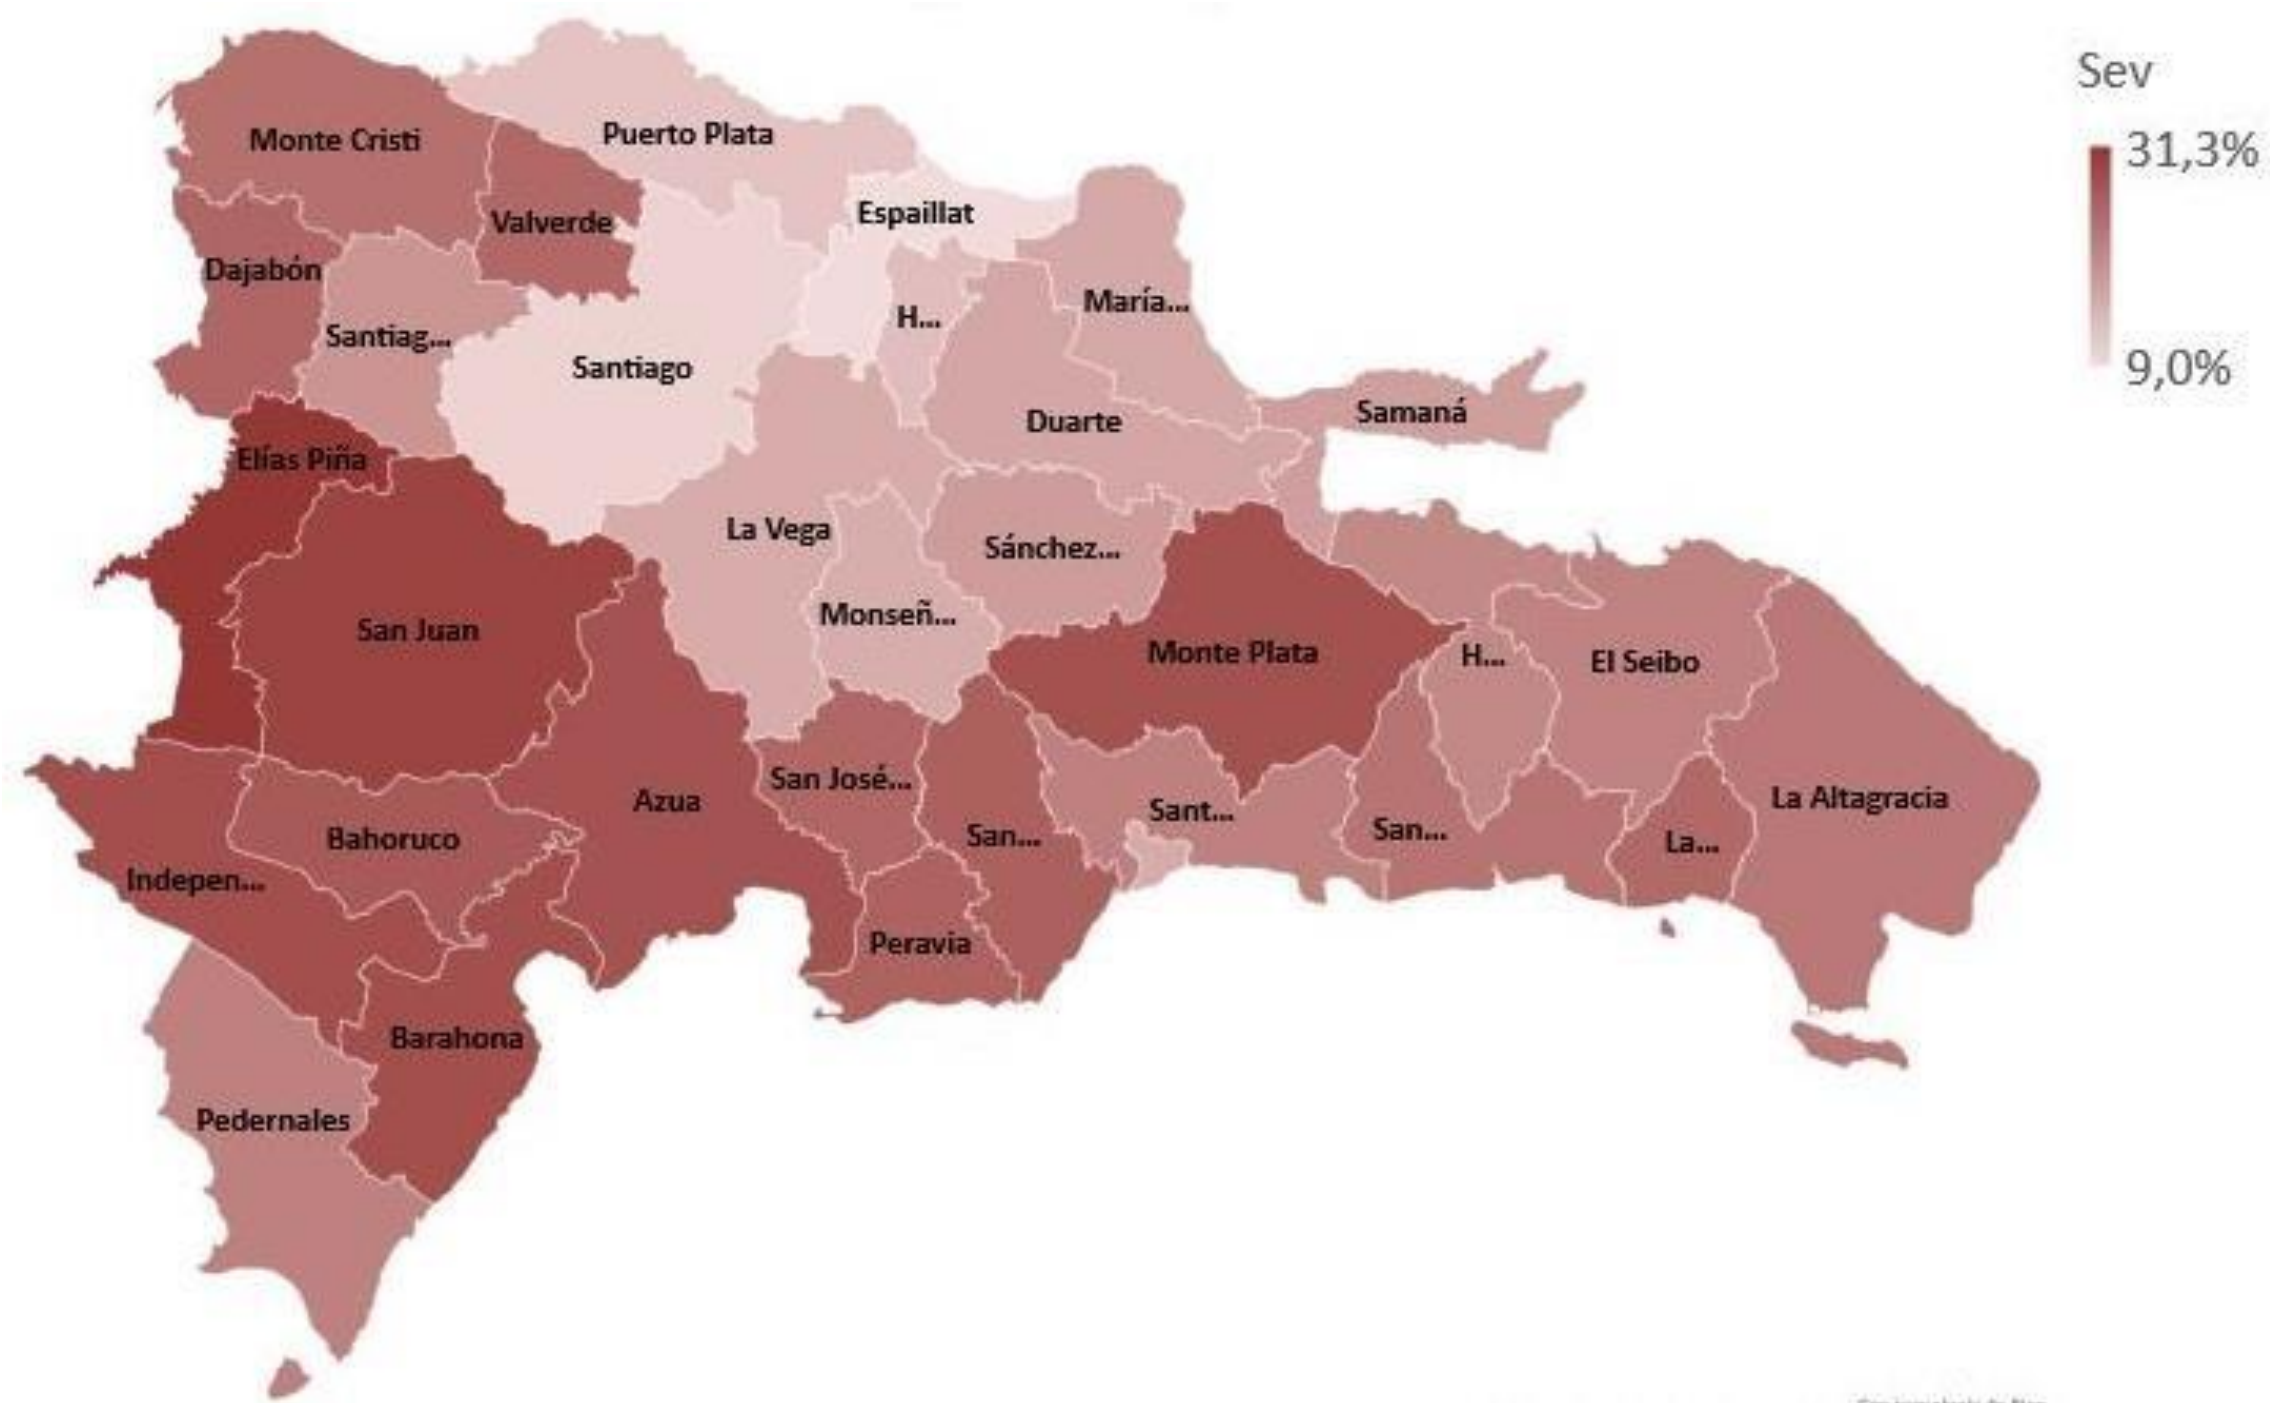 Sev
31,3%
9,0%
Monte Cristi
Puerto Plata
Valverde
Espaillat
Dajabón
María...
H...
Santiag...
Santiago
Samaná
Duarte
Elías Piña
La Vega
Sánchez...
Monseñ...
San Juan
Monte Plata
H...
El Seibo
San José...
Azua
La Altagracia
Sant...
San...
San...
Bahoruco
La...
Indepen...
Peravia
Barahona
Pedernales